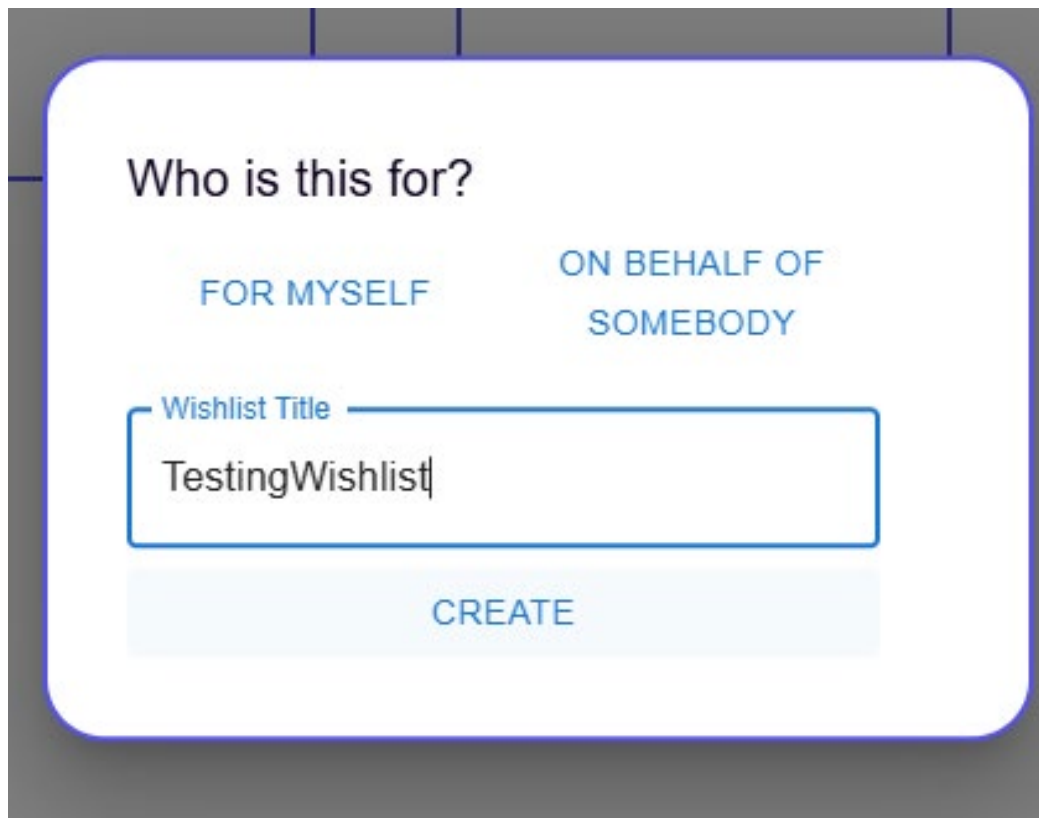 Who is this for?
FOR MYSELF
ON BEHALF OF
SOMEBODY
Wishlist Title
TestingWishlist
CREATE